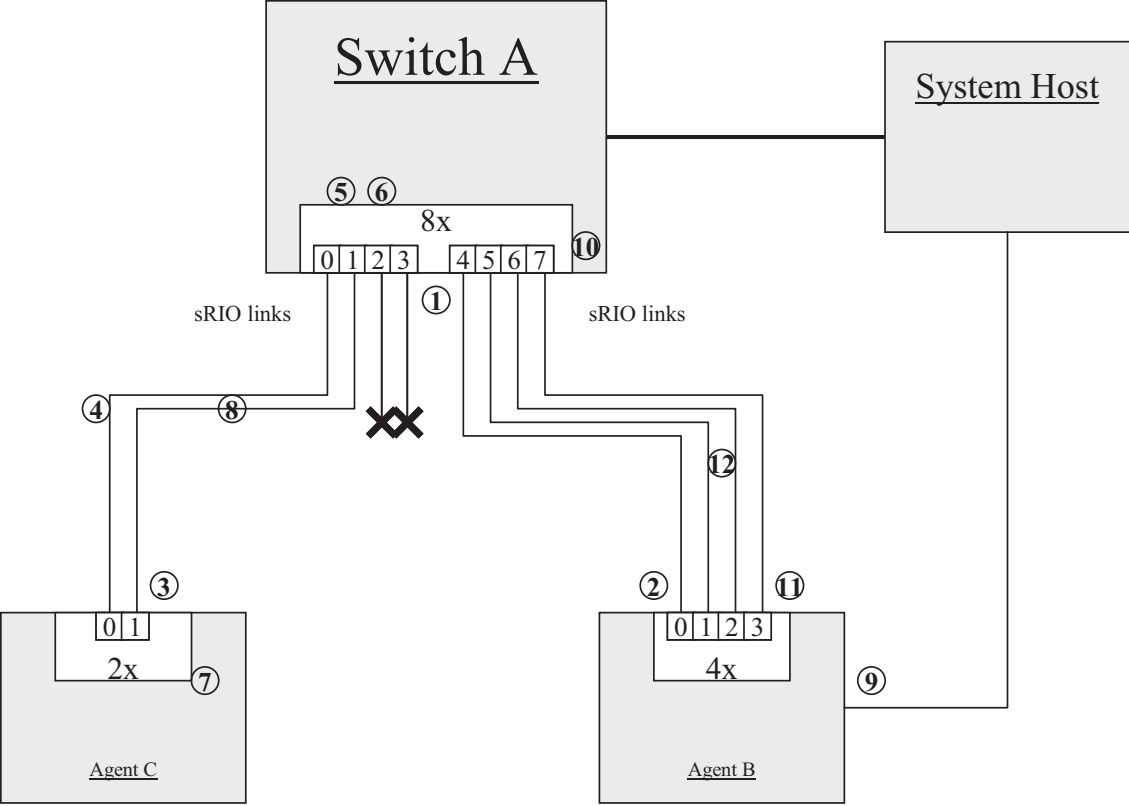 Switch A
System Host
⑤ ⑥
8x
⑩
0 1 2 3 4 5 6 7
①
sRIO links sRIO links
④ ⑧
⑫
③ ② ⑪
0 1 0 1 2 3
2x ⑦ 4x ⑨
Agent C Agent B